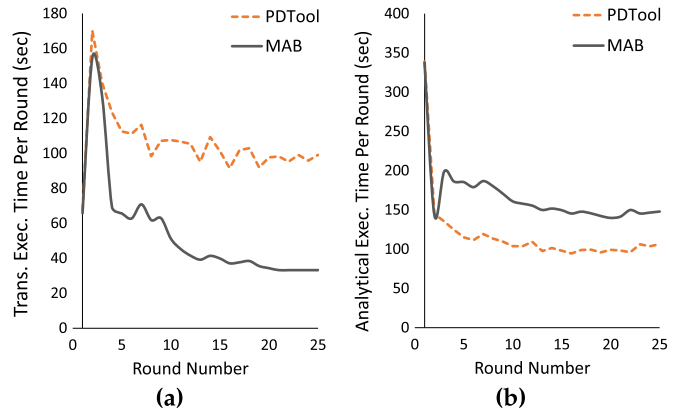 PDTool
MAB
Trans. Exec. Time Per Round (sec)
180
160
140
120
100
80
60
40
20
0
0 5 10 15 20 25
Round Number
(a)
PDTool
MAB
Analytical Exec. Time Per Round (sec)
400
350
300
250
200
150
100
50
0
0 5 10 15 20 25
Round Number
(b)